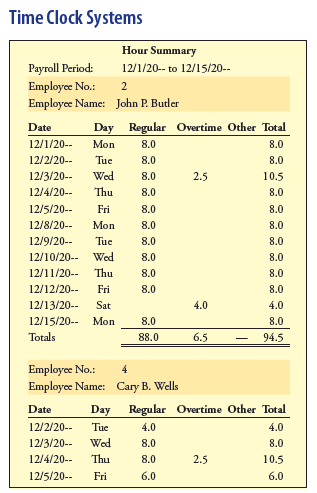 Time Clock Systems
Hour Summary
Payroll Period: 12/1/20-- to 12/15/20--
Employee No.: 2
Employee Name: John P. Butler
Date Day Regular Overtime Other Total
12/1/20-- Mon 8.0 8.0
12/2/20-- Tue 8.0 8.0
12/3/20-- Wed 8.0 2.5 10.5
12/4/20-- Thu 8.0 8.0
12/5/20-- Fri 8.0 8.0
12/8/20-- Mon 8.0 8.0
12/9/20-- Tue 8.0 8.0
12/10/20-- Wed 8.0 8.0
12/11/20-- Thu 8.0 8.0
12/12/20-- Fri 8.0 8.0
12/13/20-- Sat 4.0 4.0
12/15/20-- Mon 8.0 8.0
Totals 88.0 6.5 — 94.5
Employee No.: 4
Employee Name: Cary B. Wells
Date Day Regular Overtime Other Total
12/2/20-- Tue 4.0 4.0
12/3/20-- Wed 8.0 8.0
12/4/20-- Thu 8.0 2.5 10.5
12/5/20-- Fri 6.0 6.0